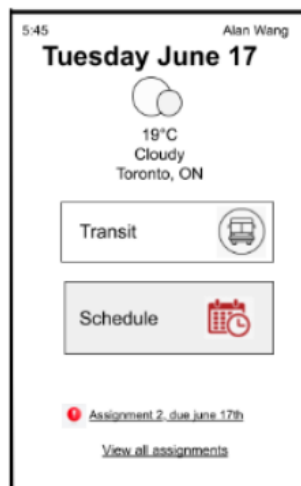 5:45 Alan Wang
Tuesday June 17
19°C
Cloudy
Toronto, ON
Transit
Schedule
Assignment 2, due june 17th
View all assignments